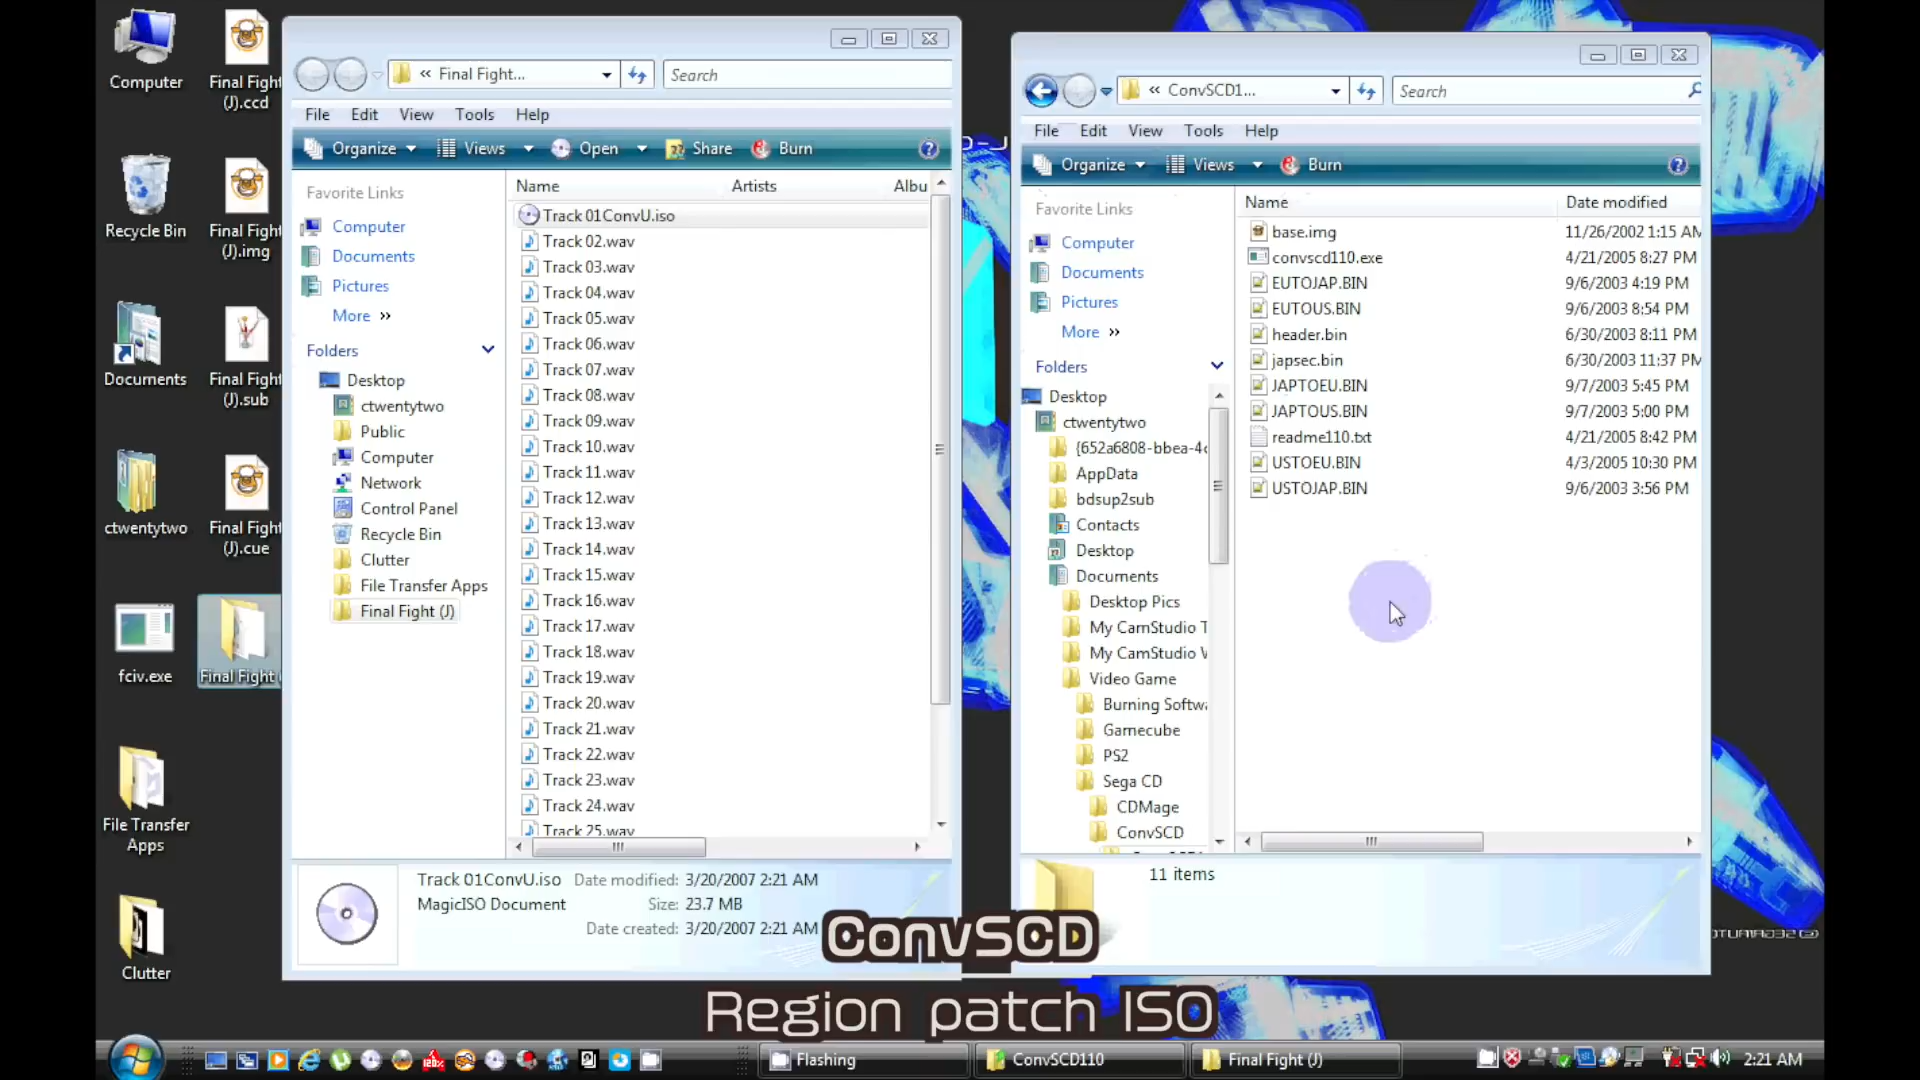 Computer
Recycle Bin
Documents
ctwentytwo
fciv.exe
File Transfer
Apps
Clutter
Final Fight
(J).ccd
Final Fight
(J).img
Final Fight
(J).sub
Final Fight
(J).cue
Final Fight
« Final Fight...
Search
File Edit View Tools Help
Organize Views Open Share Burn
Favorite Links
Computer
Documents
Pictures
More »
Folders
Desktop
ctwentytwo
Public
Computer
Network
Control Panel
Recycle Bin
Clutter
File Transfer Apps
Final Fight (J)
Name Artists Albu
Track 01ConvU.iso
Track 02.wav
Track 03.wav
Track 04.wav
Track 05.wav
Track 06.wav
Track 07.wav
Track 08.wav
Track 09.wav
Track 10.wav
Track 11.wav
Track 12.wav
Track 13.wav
Track 14.wav
Track 15.wav
Track 16.wav
Track 17.wav
Track 18.wav
Track 19.wav
Track 20.wav
Track 21.wav
Track 22.wav
Track 23.wav
Track 24.wav
Track 25.wav
Track 01ConvU.iso Date modified: 3/20/2007 2:21 AM
MagicISO Document Size: 23.7 MB
Date created: 3/20/2007 2:21 AM
« ConvSCD1...
Search
File Edit View Tools Help
Organize Views Burn
Favorite Links
Computer
Documents
Pictures
More »
Folders
Desktop
ctwentytwo
{652a6808-bbea-4
AppData
bdsup2sub
Contacts
Desktop
Documents
Desktop Pics
My CamStudio T
My CamStudio V
Video Game
Burning Softw
Gamecube
PS2
Sega CD
CDMage
ConvSCD
Name Date modified
base.img 11/26/2002 1:15 AM
convscd110.exe 4/21/2005 8:27 PM
EUTOJAP.BIN 9/6/2003 4:19 PM
EUTOUS.BIN 9/6/2003 8:54 PM
header.bin 6/30/2003 8:11 PM
japsec.bin 6/30/2003 11:37 PM
JAPTOEU.BIN 9/7/2003 5:45 PM
JAPTOUS.BIN 9/7/2003 5:00 PM
readme110.txt 4/21/2005 8:42 PM
USTOEU.BIN 4/3/2005 10:30 PM
USTOJAP.BIN 9/6/2003 3:56 PM
11 items
ConvSCD
Region patch ISO
Flashing
ConvSCD110
Final Fight (J)
2:21 AM